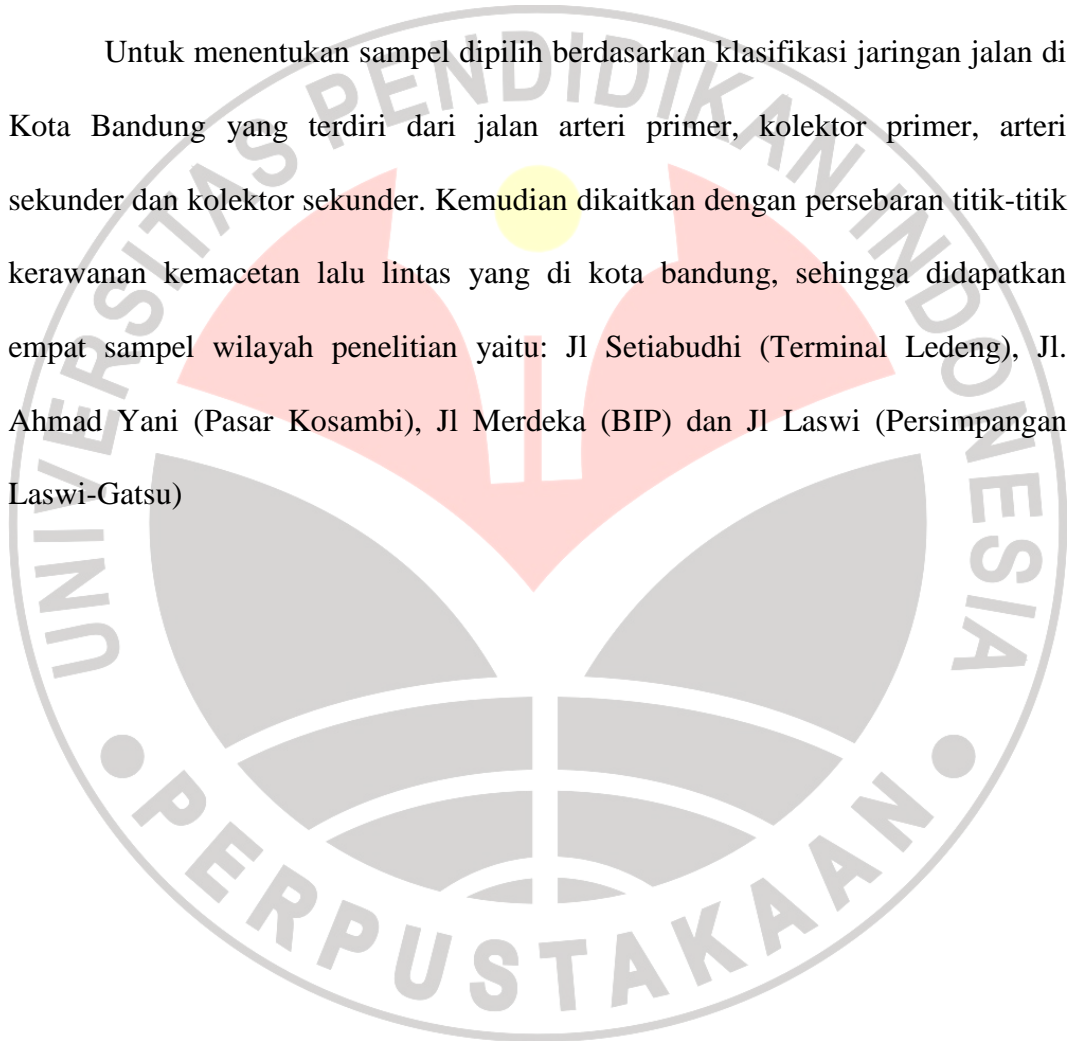 Untuk menentukan sampel dipilih berdasarkan klasifikasi jaringan jalan di
Kota Bandung yang terdiri dari jalan arteri primer, kolektor primer, arteri
sekunder dan kolektor sekunder. Kemudian dikaitkan dengan persebaran titik-titik
kerawanan kemacetan lalu lintas yang di kota bandung, sehingga didapatkan
empat sampel wilayah penelitian yaitu: Jl Setiabudhi (Terminal Ledeng), Jl.
Ahmad Yani (Pasar Kosambi), Jl Merdeka (BIP) dan Jl Laswi (Persimpangan
Laswi-Gatsu)
UNIVERSITAS PENDIDIKAN INDONESIA
PERPUSTAKAAN